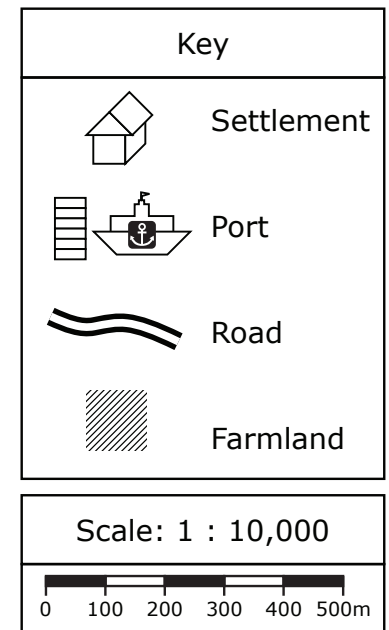 Key
Settlement
Port
Road
Farmland
Scale: 1 : 10,000
0 100 200 300 400 500m